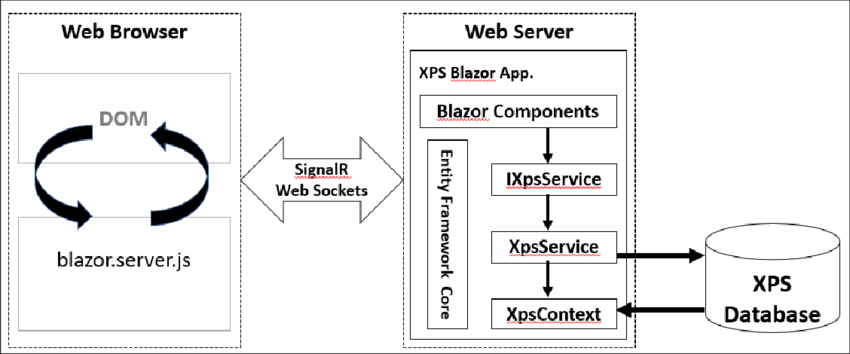 Web Browser
DOM
blazor.server.js
SignalR
Web Sockets
Web Server
XPS Blazor App.
Blazor Components
Entity Framework Core
IXpsService
XpsService
XpsContext
XPS
Database